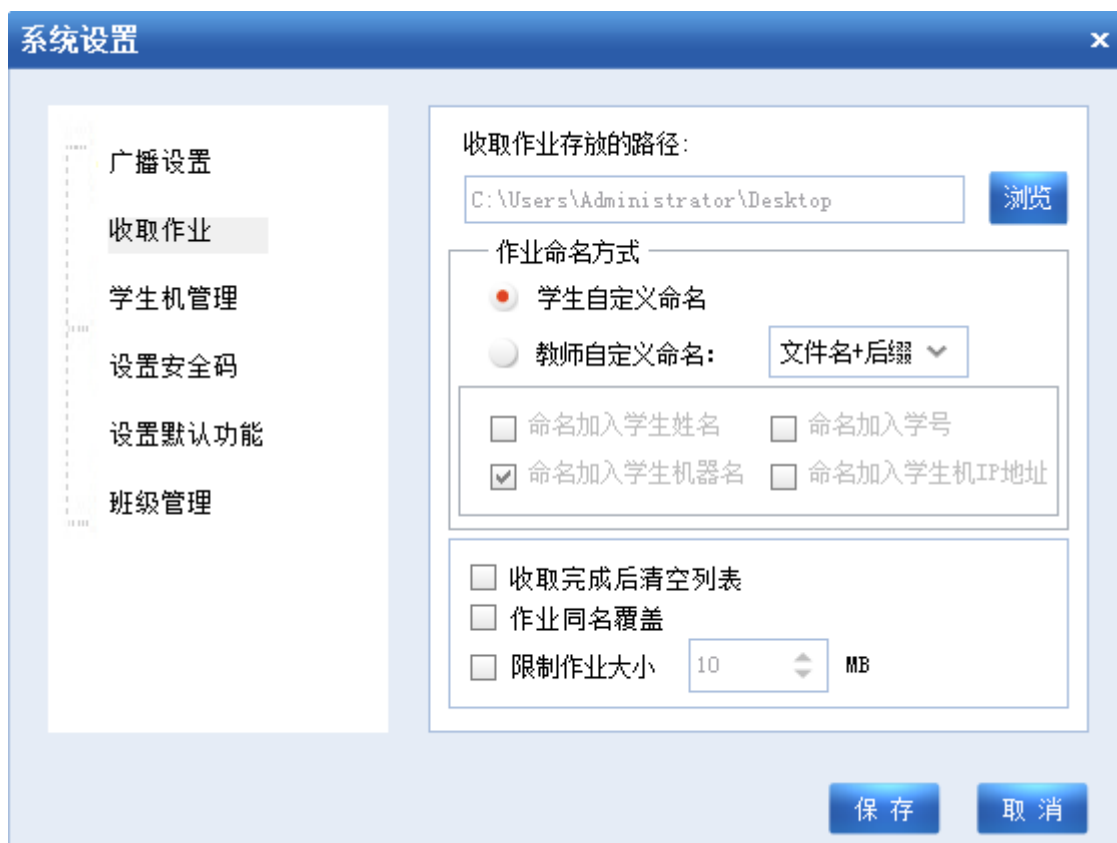 系统设置
广播设置
收取作业
学生机管理
设置安全码
设置默认功能
班级管理
收取作业存放的路径:
C:\Users\Administrator\Desktop 浏览
作业命名方式
学生自定义命名
教师自定义命名: 文件名+后缀
命名加入学生姓名 命名加入学号
命名加入学生机器名 命名加入学生机IP地址
收取完成后清空列表
作业同名覆盖
限制作业大小 10 MB
保存 取消